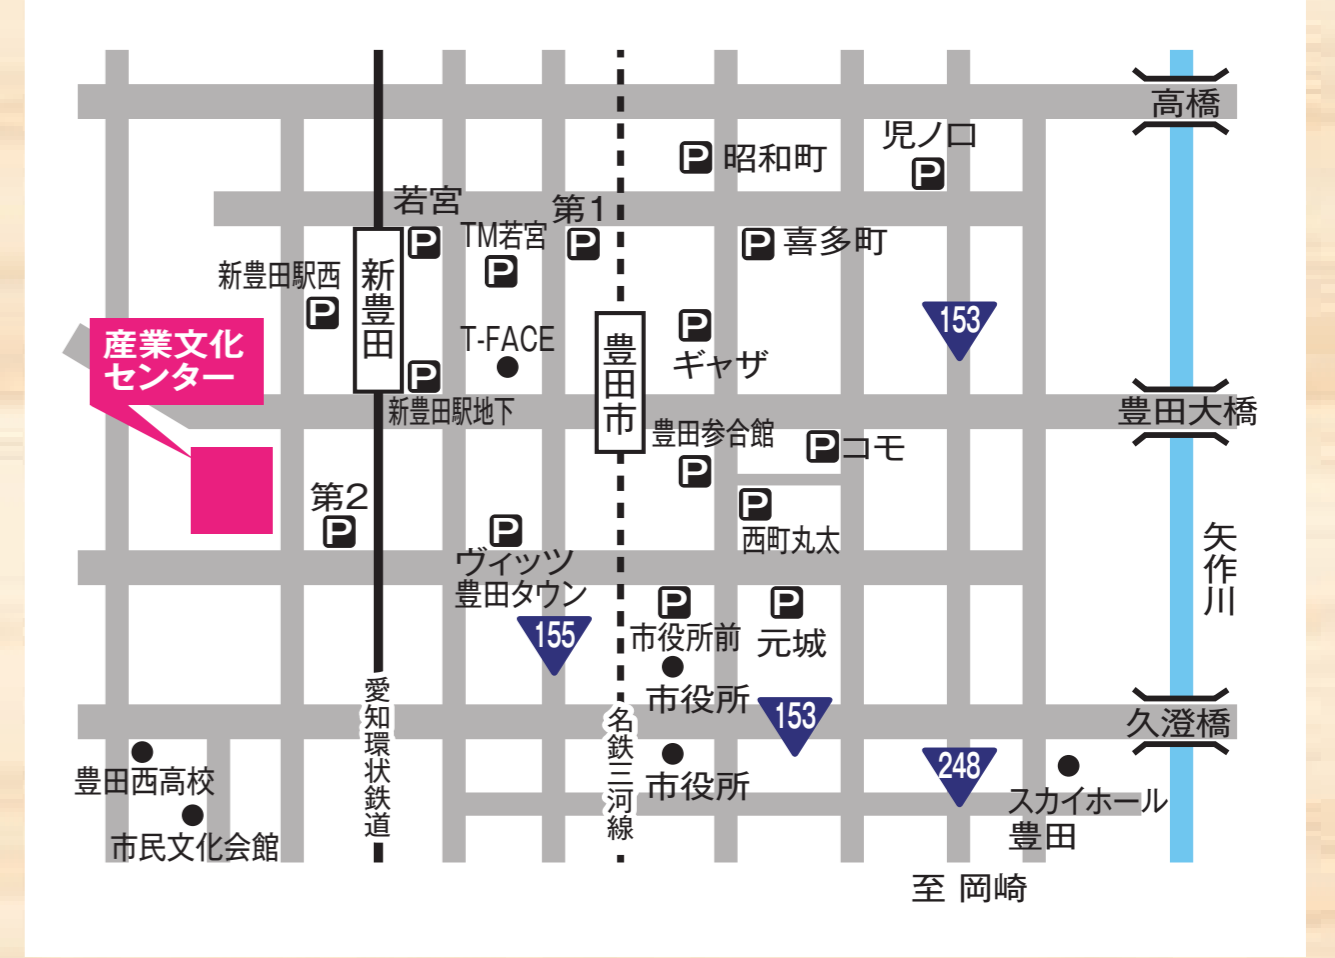 高橋
児ノ口
P 昭和町
若宮
P
第1
P
TM若宮
P
P 喜多町
P
新豊田駅西
P
新豊田
153
産業文化
センター
T-FACE
豊田市
P
ギャザ
P
新豊田駅地下
豊田大橋
豊田参合館
P
P コモ
第2
P
P
西町丸太
P
ヴィッツ
豊田タウン
矢作川
155
P
市役所前
P
元城
市役所
153
愛知環状鉄道
名鉄三河線
久澄橋
豊田西高校
市役所
248
スカイホール
豊田
市民文化会館
至 岡崎